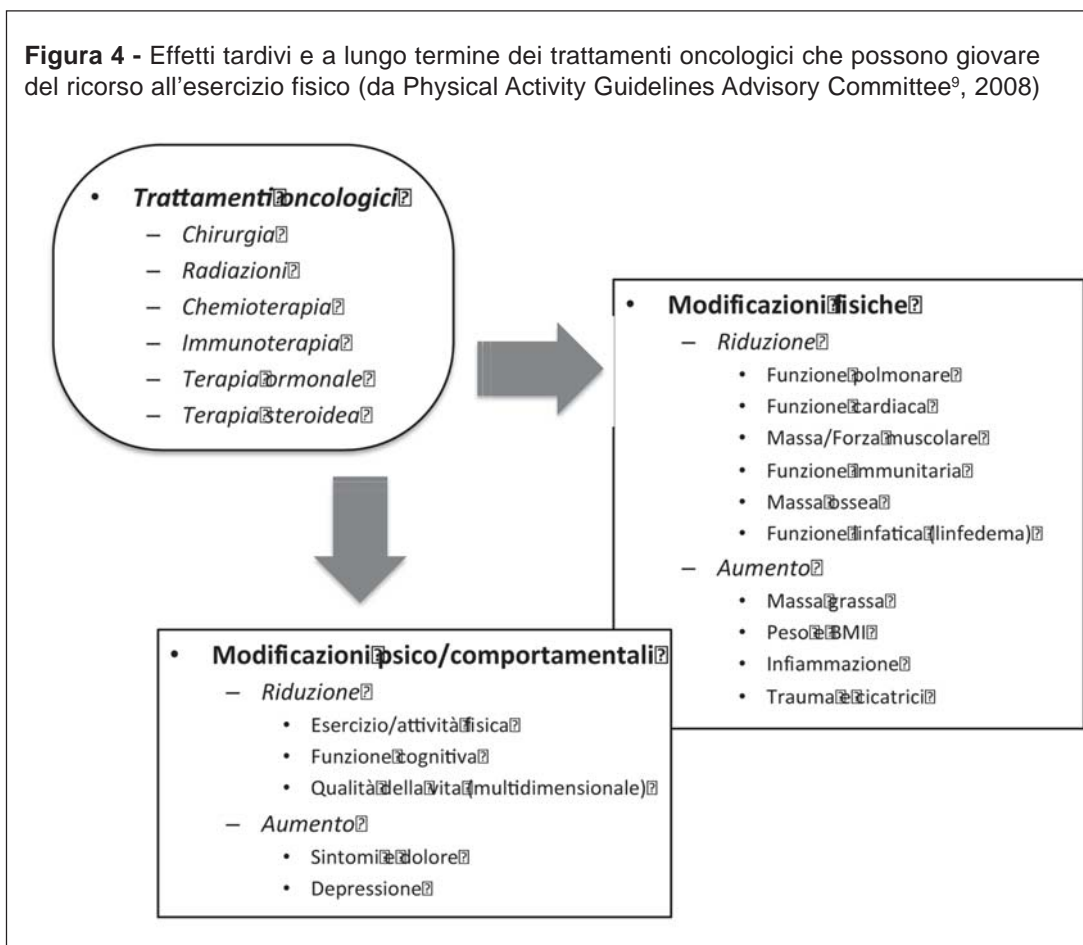 Figura 4 - Effetti tardivi e a lungo termine dei trattamenti oncologici che possono giovare
del ricorso all'esercizio fisico (da Physical Activity Guidelines Advisory Committee⁹, 2008)
• Trattamenti oncologici
– Chirurgia
– Radiazioni
– Chemioterapia
– Immunoterapia
– Terapia ormonale
– Terapia steroidea
• Modificazioni fisiche
– Riduzione
• Funzione polmonare
• Funzione cardiaca
• Massa/Forza muscolare
• Funzione immunitaria
• Massa ossea
• Funzione linfatica (linfedema)
– Aumento
• Massa grassa
• Peso e BMI
• Infiammazione
• Trauma e cicatrici
• Modificazioni psico/comportamentali
– Riduzione
• Esercizio/attività fisica
• Funzione cognitiva
• Qualità della vita (multidimensionale)
– Aumento
• Sintomi e dolore
• Depressione